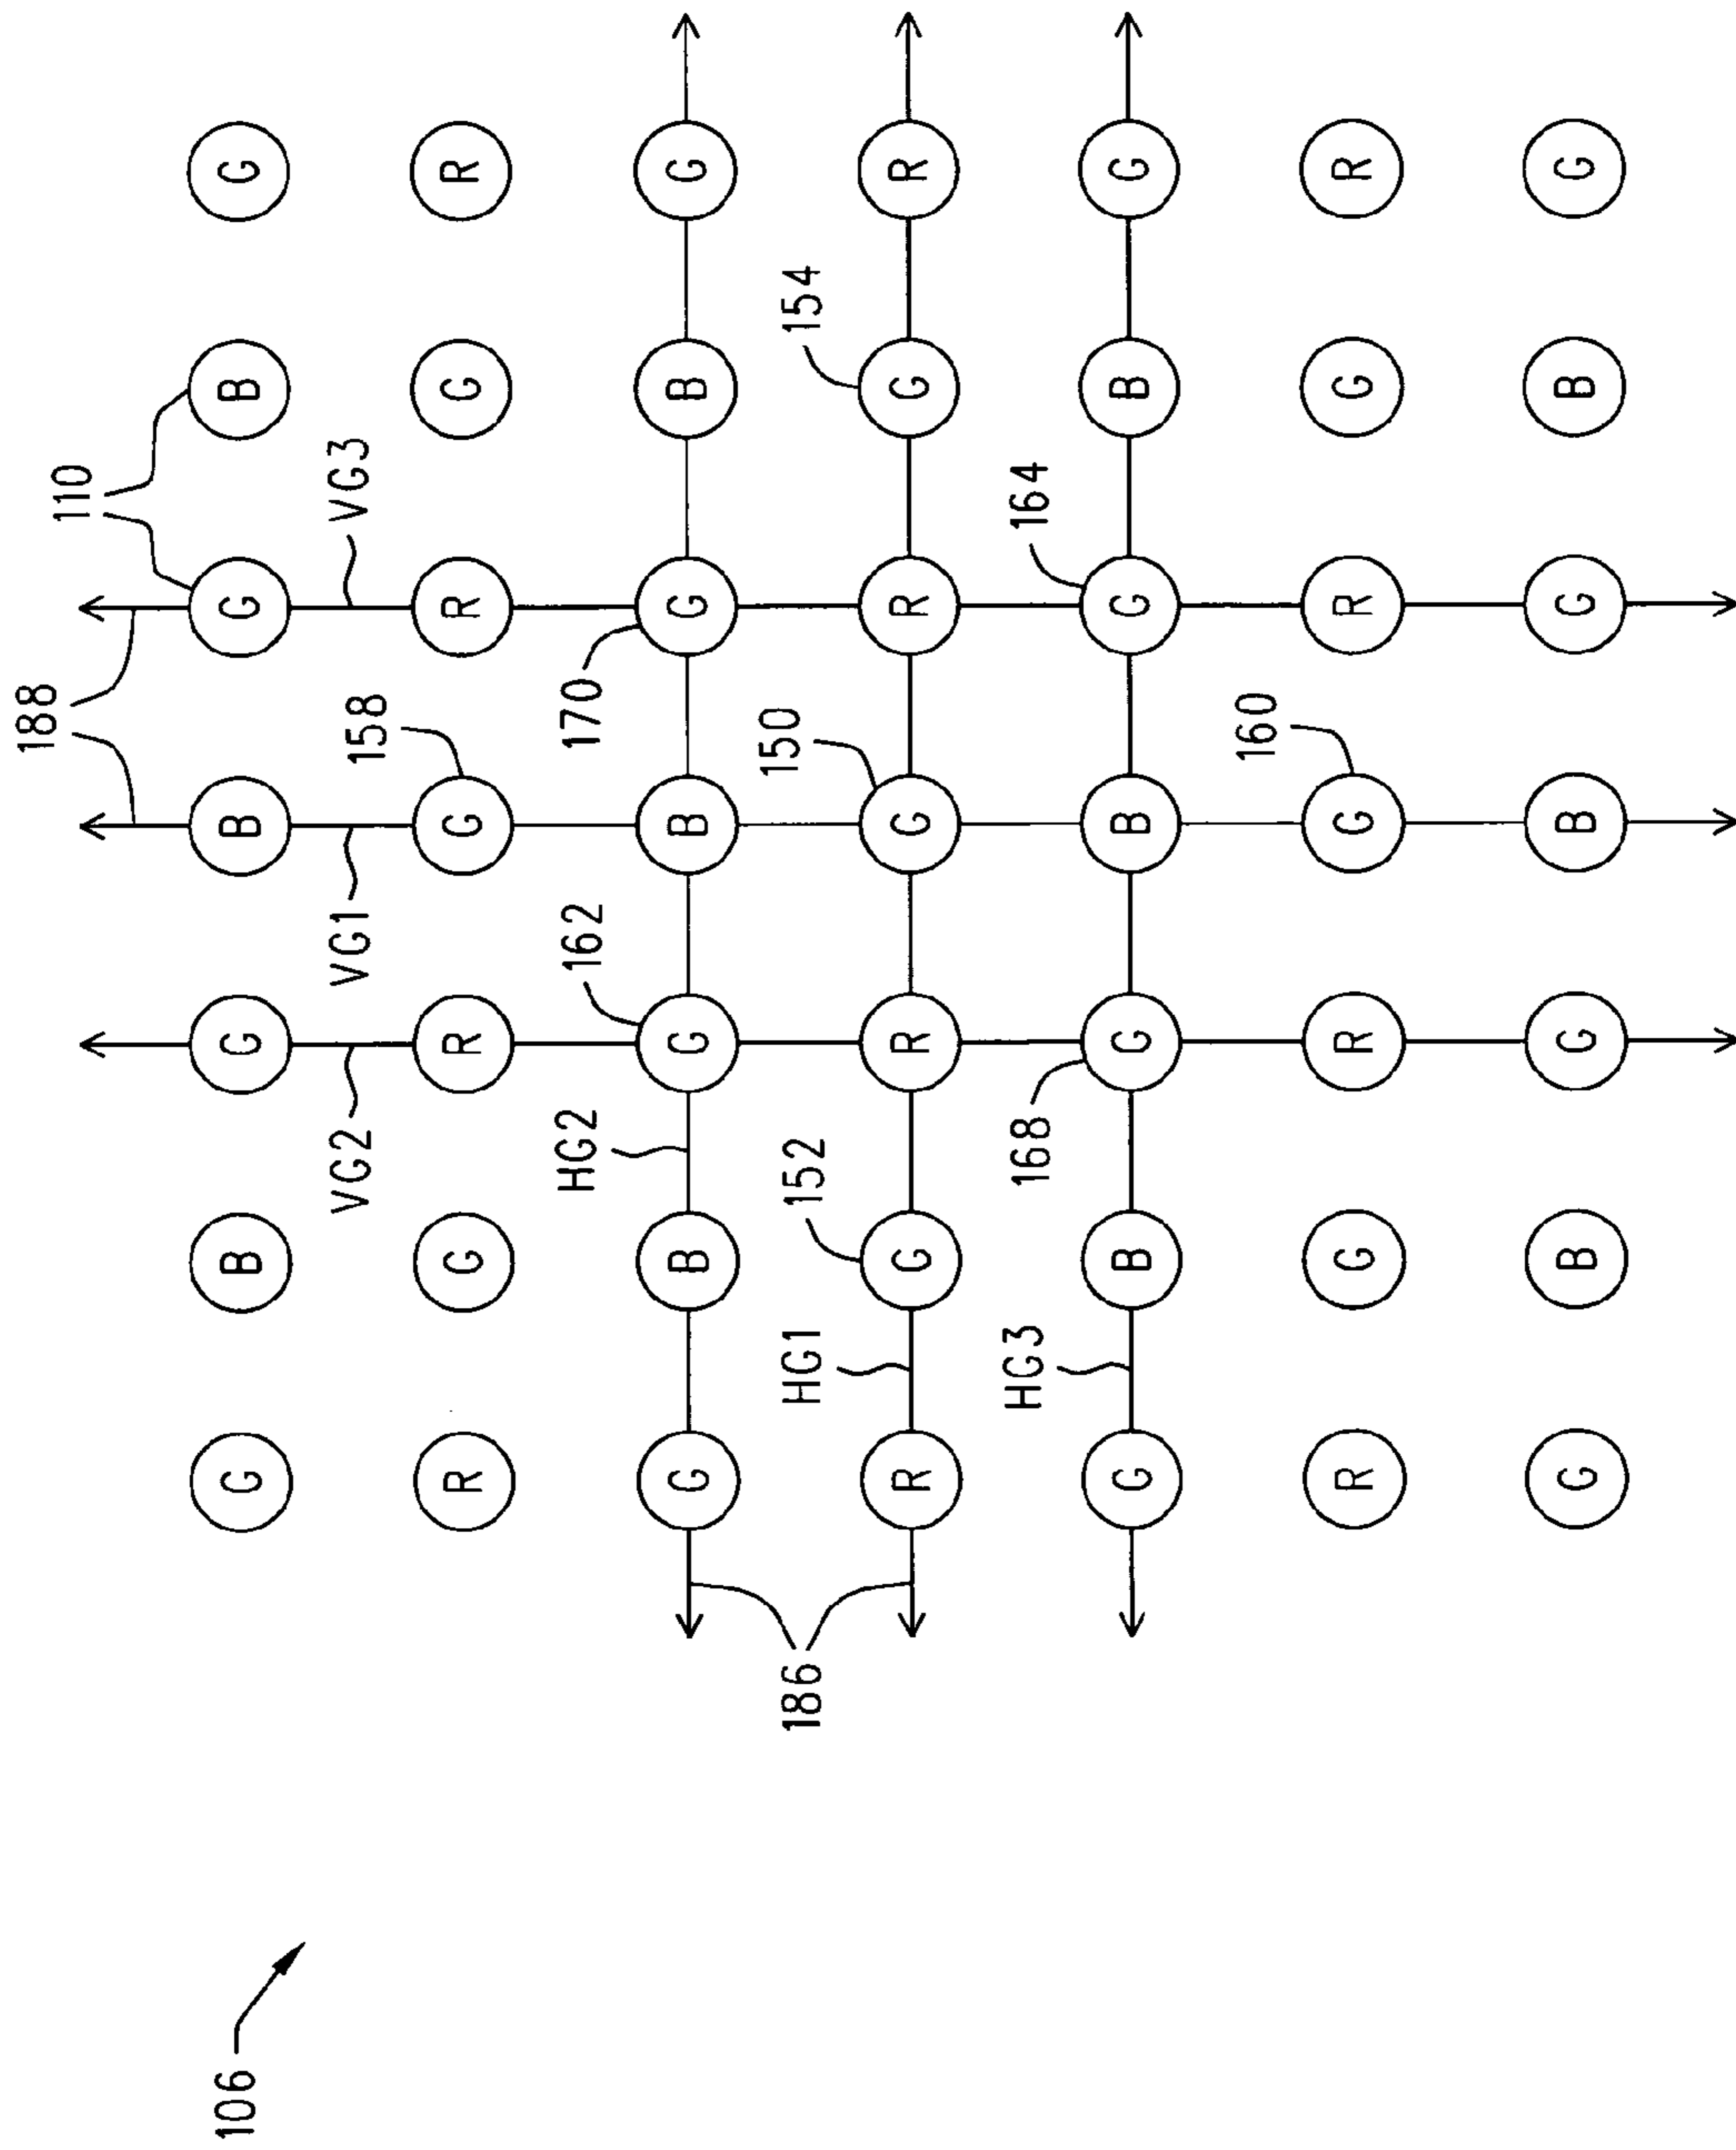 188
110
106 G B G B G B G
VG2 VG1 158 VG3
R G R G R G R
HG2 162 170
G B G B G B G
186 HG1 152 150 154
R G R G R G R
HG3 168 164
G B G B G B G
160
R G R G R G R
G B G B G B G